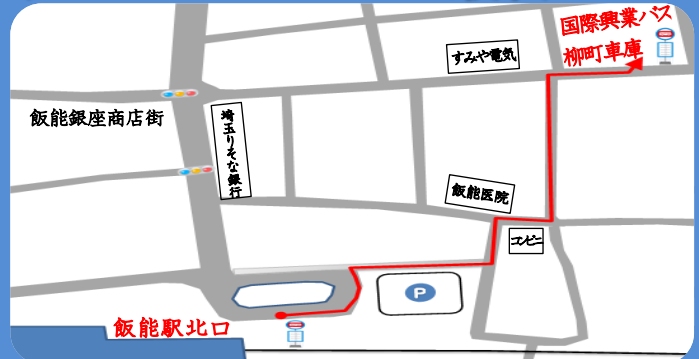 国際興業バス
柳町車庫
すみや電気
飯能銀座商店街
埼玉りそな銀行
飯能医院
コンビニ
P
飯能駅北口